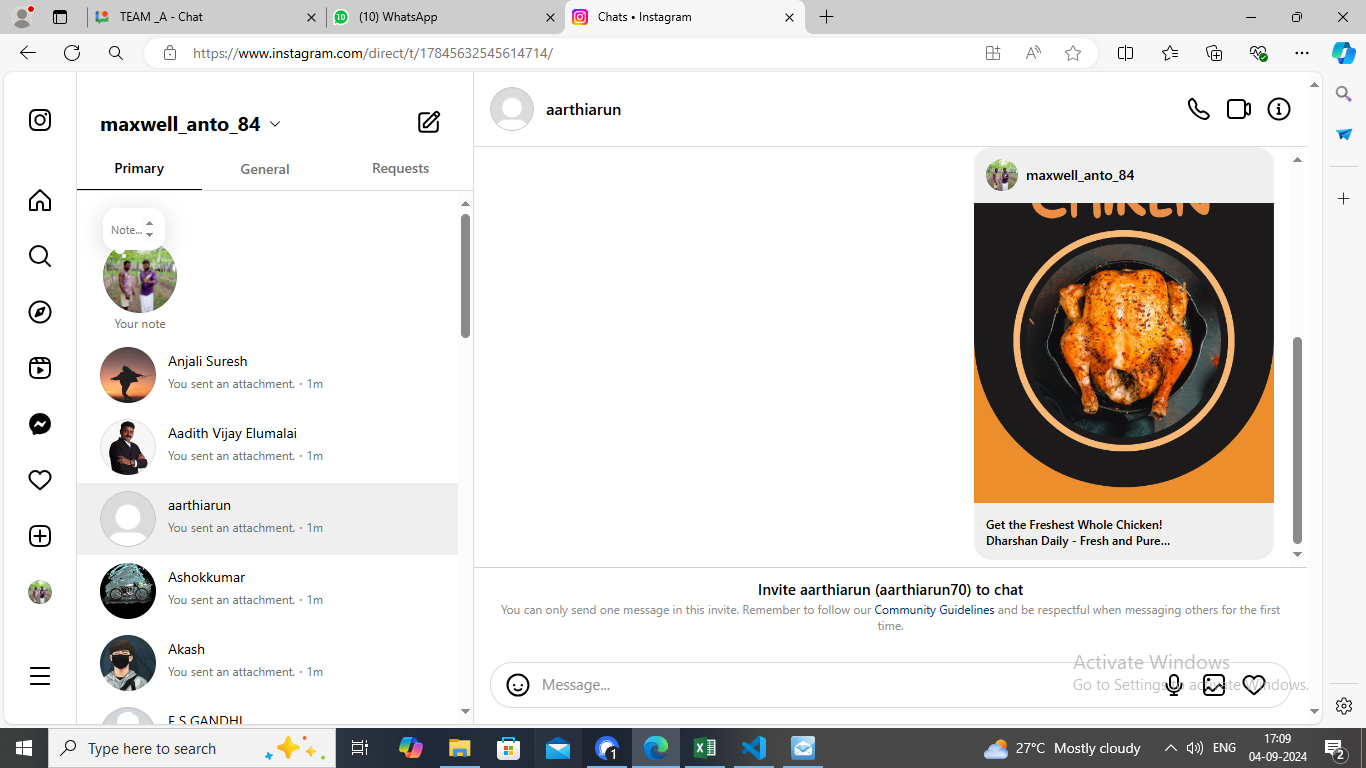 TEAM _A - Chat
(10) WhatsApp
Chats • Instagram
https://www.instagram.com/direct/t/17845632545614714/
maxwell_anto_84
Primary
General
Requests
Note...
Your note
Anjali Suresh
You sent an attachment. · 1m
Aadith Vijay Elumalai
You sent an attachment. · 1m
aarthiarun
You sent an attachment. · 1m
Ashokkumar
You sent an attachment. · 1m
Akash
You sent an attachment. · 1m
F S GANDHI
aarthiarun
maxwell_anto_84
CHIKEN
Get the Freshest Whole Chicken!
Dharshan Daily - Fresh and Pure...
Invite aarthiarun (aarthiarun70) to chat
You can only send one message in this invite. Remember to follow our Community Guidelines and be respectful when messaging others for the first
time.
Message...
Activate Windows
Go to Settings to activate Windows.
Type here to search
27°C Mostly cloudy
ENG
17:09
04-09-2024
2